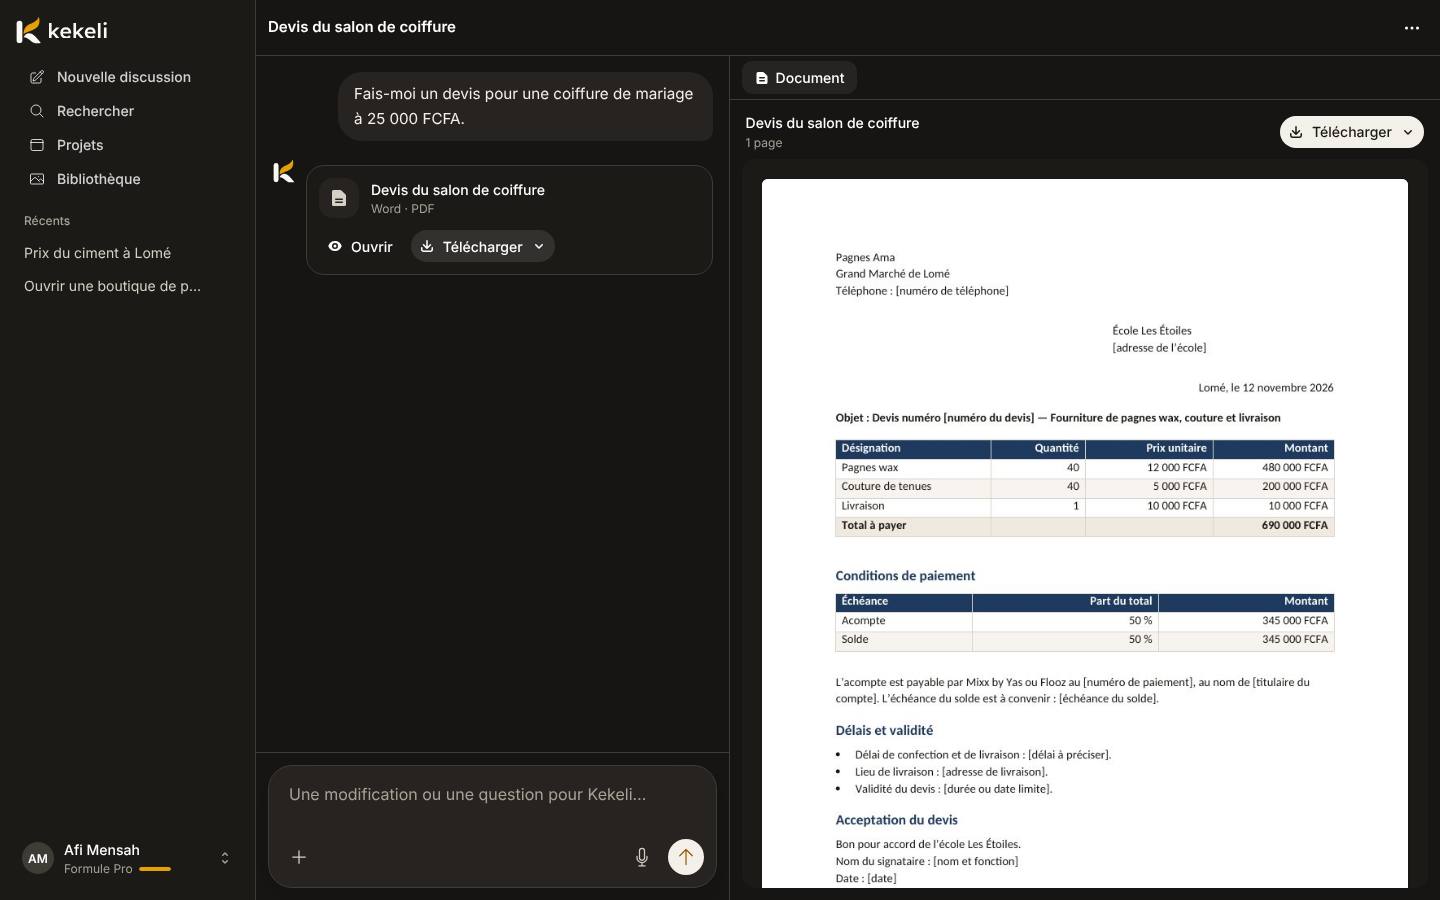 kekeli
Nouvelle discussion
Rechercher
Projets
Bibliothèque
Récents
Prix du ciment à Lomé
Ouvrir une boutique de p...
AM
Afi Mensah
Formule Pro
Devis du salon de coiffure
Fais-moi un devis pour une coiffure de mariage
à 25 000 FCFA.
Devis du salon de coiffure
Word · PDF
Ouvrir
Télécharger
Une modification ou une question pour Kekeli...
Document
Devis du salon de coiffure
1 page
Télécharger
Pagnes Ama
Grand Marché de Lomé
Téléphone : [numéro de téléphone]
École Les Étoiles
[adresse de l'école]
Lomé, le 12 novembre 2026
Objet : Devis numéro [numéro du devis] — Fourniture de pagnes wax, couture et livraison
Désignation Quantité Prix unitaire Montant
Pagnes wax 40 12 000 FCFA 480 000 FCFA
Couture de tenues 40 5 000 FCFA 200 000 FCFA
Livraison 1 10 000 FCFA 10 000 FCFA
Total à payer 690 000 FCFA
Conditions de paiement
Échéance Part du total Montant
Acompte 50 % 345 000 FCFA
Solde 50 % 345 000 FCFA
L'acompte est payable par Mixx by Yas ou Flooz au [numéro de paiement], au nom de [titulaire du
compte]. L'échéance du solde est à convenir : [échéance du solde].
Délais et validité
• Délai de confection et de livraison : [délai à préciser].
• Lieu de livraison : [adresse de livraison].
• Validité du devis : [durée ou date limite].
Acceptation du devis
Bon pour accord de l'école Les Étoiles.
Nom du signataire : [nom et fonction]
Date : [date]